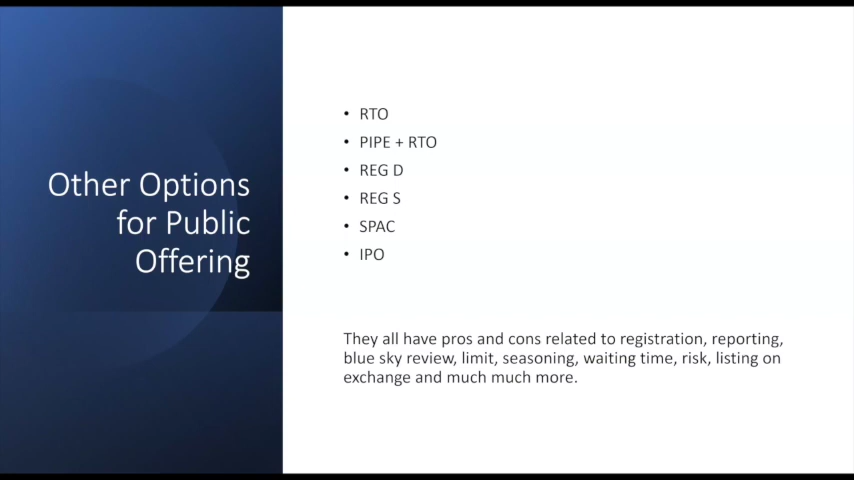 Other Options
for Public
Offering
• RTO
• PIPE + RTO
• REG D
• REG S
• SPAC
• IPO
They all have pros and cons related to registration, reporting,
blue sky review, limit, seasoning, waiting time, risk, listing on
exchange and much much more.